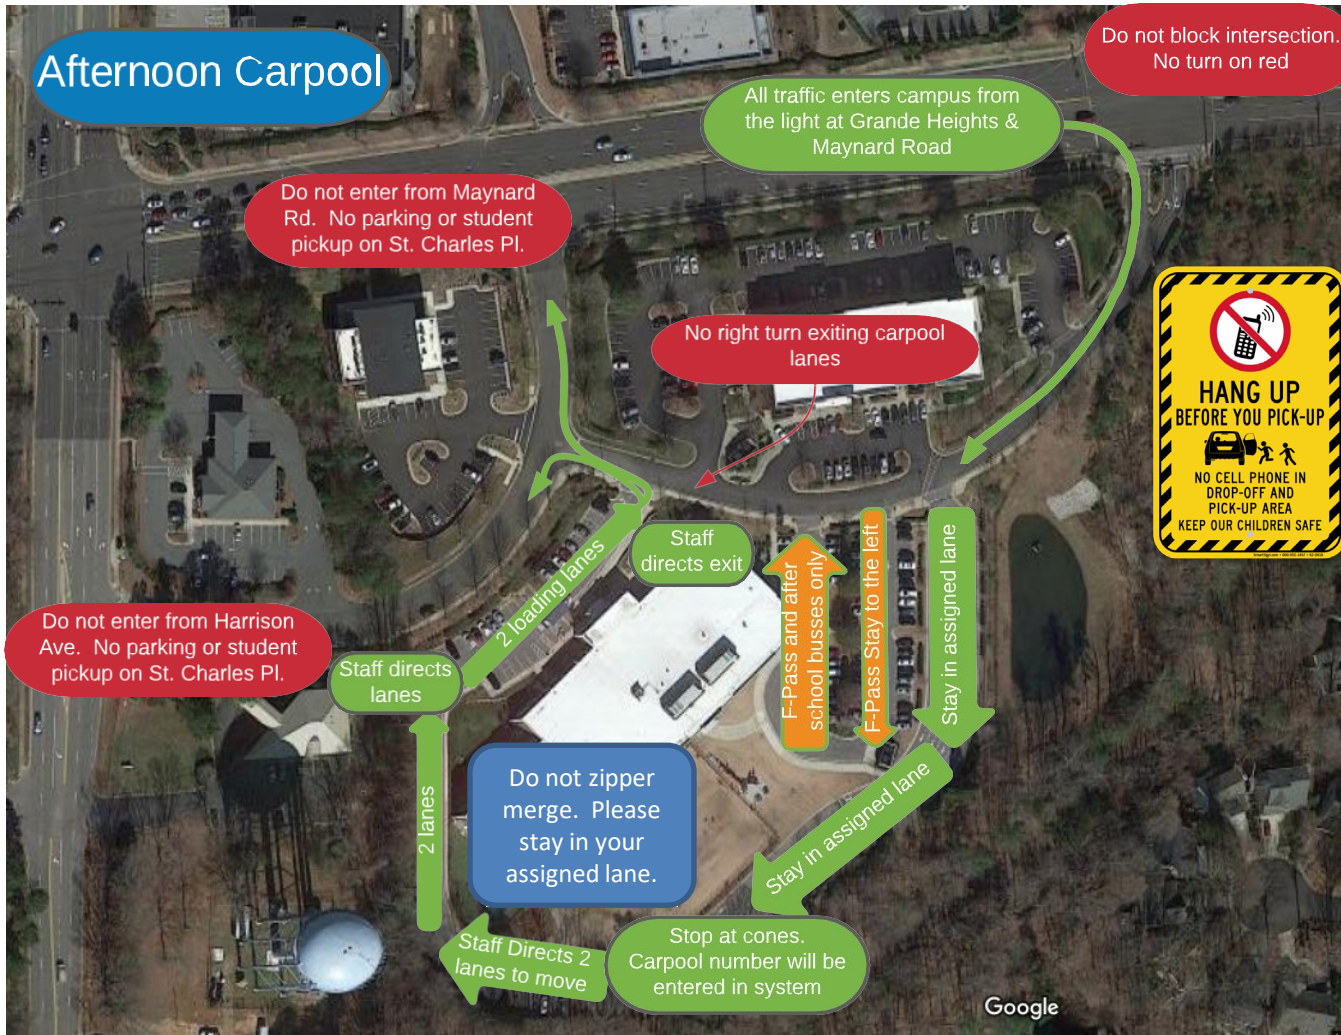 Afternoon Carpool
Do not block intersection.
No turn on red
All traffic enters campus from
the light at Grande Heights &
Maynard Road
Do not enter from Maynard
Rd.  No parking or student
pickup on St. Charles Pl.
No right turn exiting carpool
lanes
HANG UP
BEFORE YOU PICK-UP
NO CELL PHONE IN
DROP-OFF AND
PICK-UP AREA
KEEP OUR CHILDREN SAFE
Staff
directs exit
2 loading lanes
F-Pass and after
school busses only
F-Pass Stay to the left
Stay in assigned lane
Do not enter from Harrison
Ave.  No parking or student
pickup on St. Charles Pl.
Staff directs
lanes
2 lanes
Do not zipper
merge.  Please
stay in your
assigned lane.
Stay in assigned lane
Stop at cones.
Carpool number will be
entered in system
Staff Directs 2
lanes to move
Google